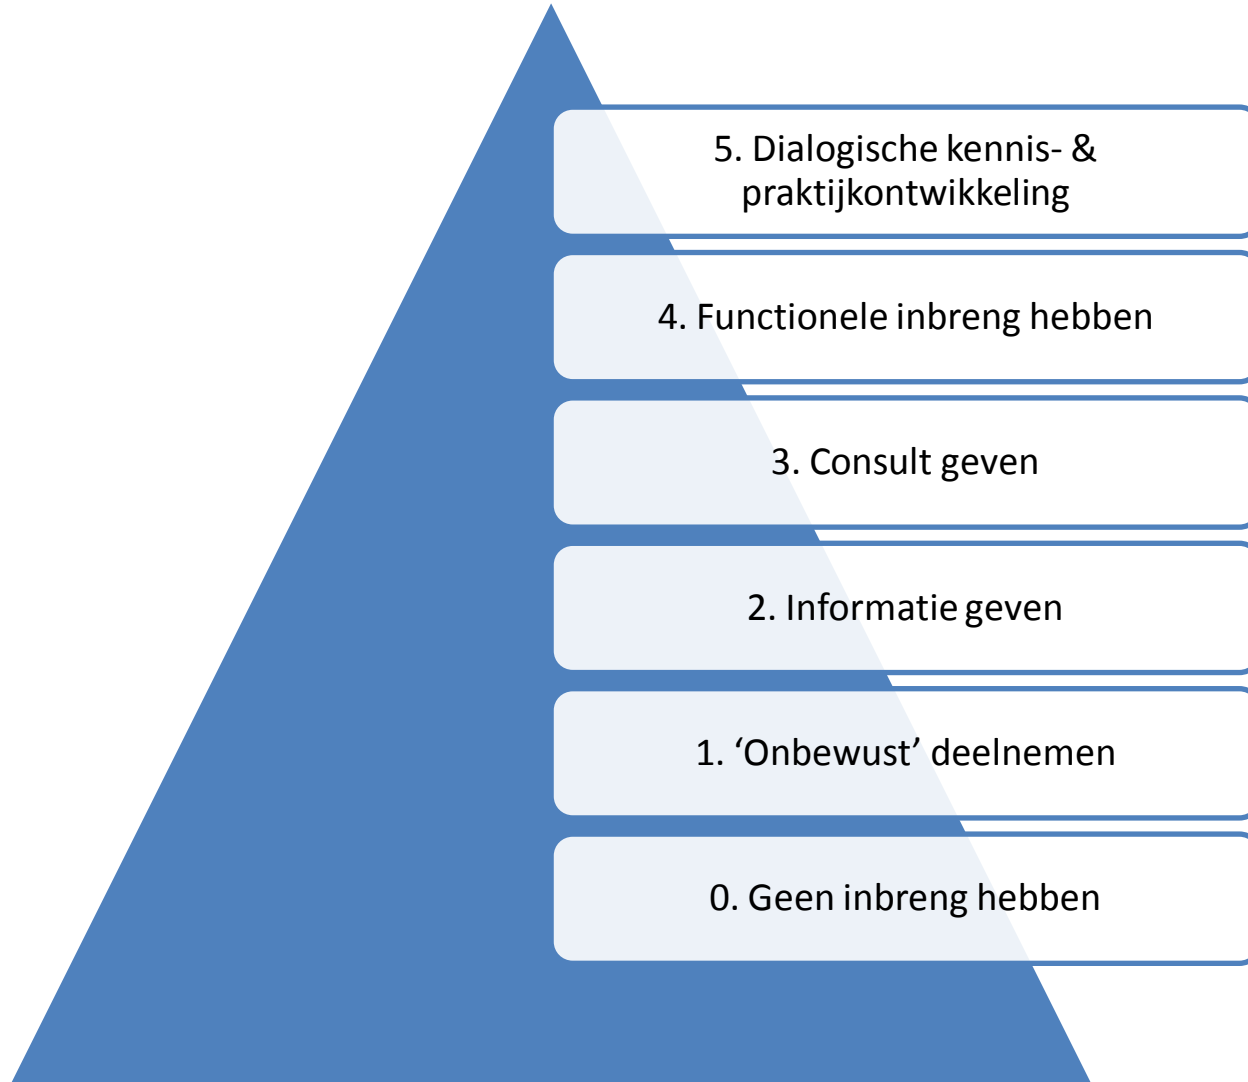 5. Dialogische kennis- &
praktijkontwikkeling
4. Functionele inbreng hebben
3. Consult geven
2. Informatie geven
1. ‘Onbewust’ deelnemen
0. Geen inbreng hebben